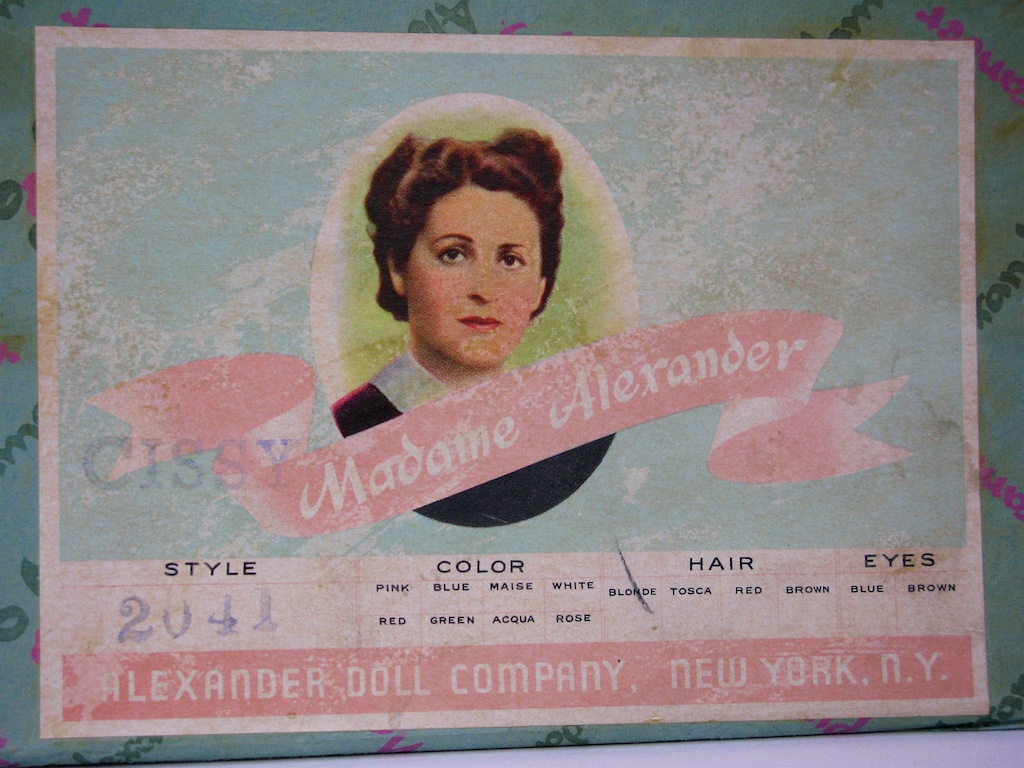 Madame Alexander
CISSY
STYLE COLOR HAIR EYES
PINK BLUE MAISE WHITE BLONDE TOSCA RED BROWN BLUE BROWN
RED GREEN ACQUA ROSE
2041
ALEXANDER DOLL COMPANY, NEW YORK, N.Y.